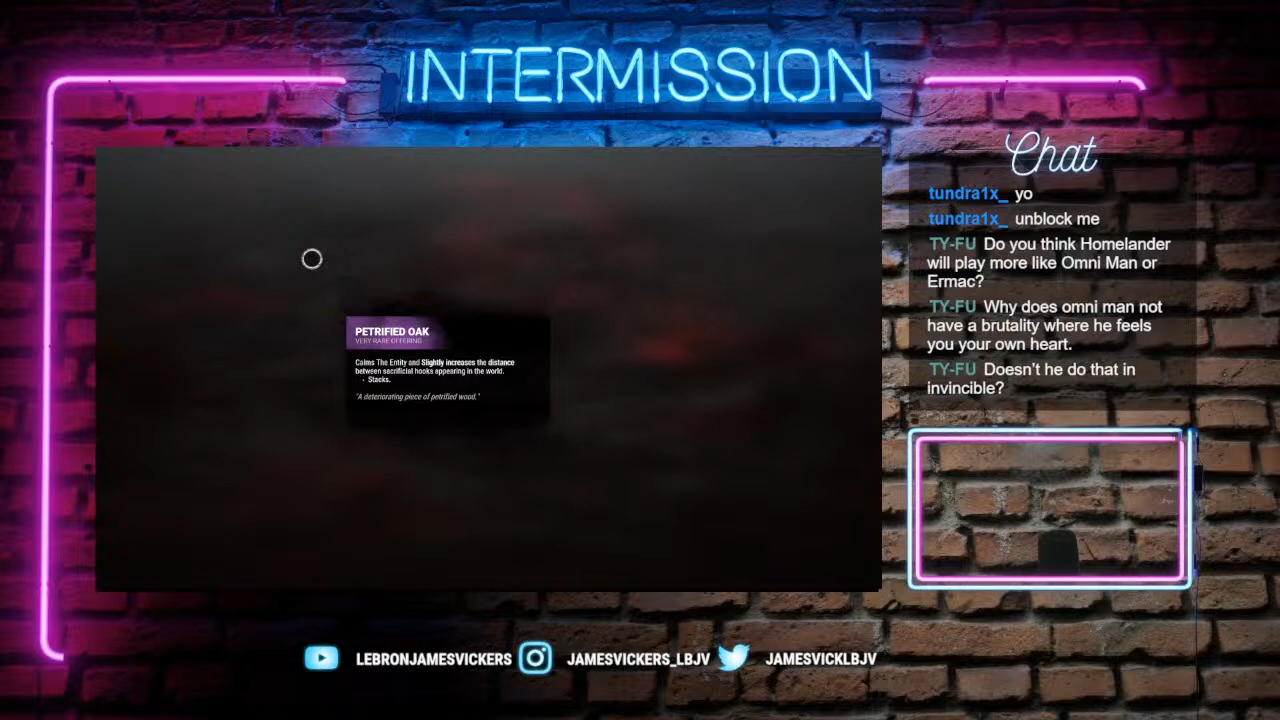 INTERMISSION
Chat
tundra1x_ yo
tundra1x_ unblock me
TY-FU Do you think Homelander
will play more like Omni Man or
Ermac?
TY-FU Why does omni man not
have a brutality where he feels
you your own heart.
TY-FU Doesn't he do that in
invincible?
PETRIFIED OAK
VERY RARE OFFERING
Calms The Entity and Slightly increases the distance
between sacrificial hooks appearing in the world.
• Stacks.
"A deteriorating piece of petrified wood."
LEBRONJAMESVICKERS JAMESVICKERS_LBJV JAMESVICKLBJV